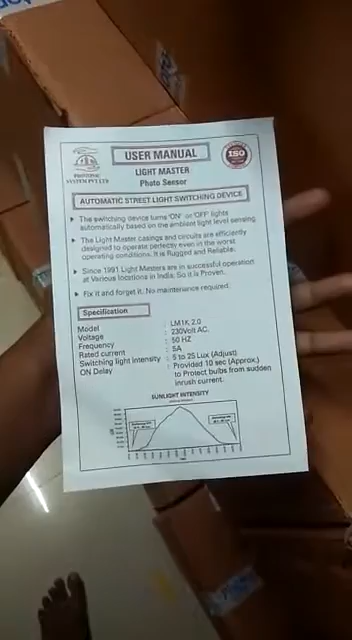 USER MANUAL
LIGHT MASTER
Photo Sensor
ISO
SYSTEM PVT LTD
AUTOMATIC STREET LIGHT SWITCHING DEVICE
The switching device turns 'ON' or 'OFF' lights
automatically based on the ambient light level sensing
The Light Master casings and circuits are efficiently
designed to operate perfectly even in the worst
operating conditions. It is Rugged and Reliable.
Since 1991 Light Masters are in successful operation
at Various locations in India. So it is Proven.
Fix it and forget it. No maintenance required.
Specification
Model : LM1K 2.0
Voltage : 230Volt AC.
Frequency : 50 HZ
Rated current : 5A
Switching light intensity : 5 to 25 Lux (Adjust)
ON Delay : Provided 10 sec (Approx.)
to Protect bulbs from sudden
inrush current.
SUNLIGHT INTENSITY